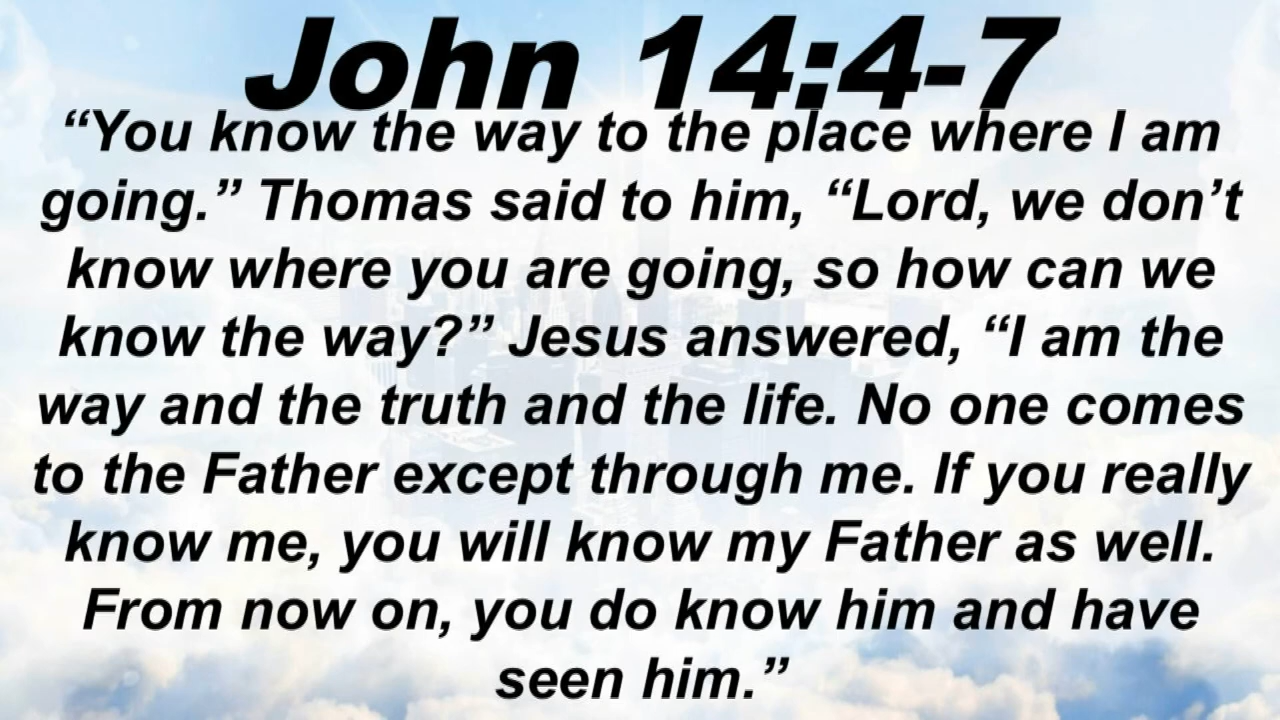 John 14:4-7
“You know the way to the place where I am
going.” Thomas said to him, “Lord, we don’t
know where you are going, so how can we
know the way?” Jesus answered, “I am the
way and the truth and the life. No one comes
to the Father except through me. If you really
know me, you will know my Father as well.
From now on, you do know him and have
seen him.”